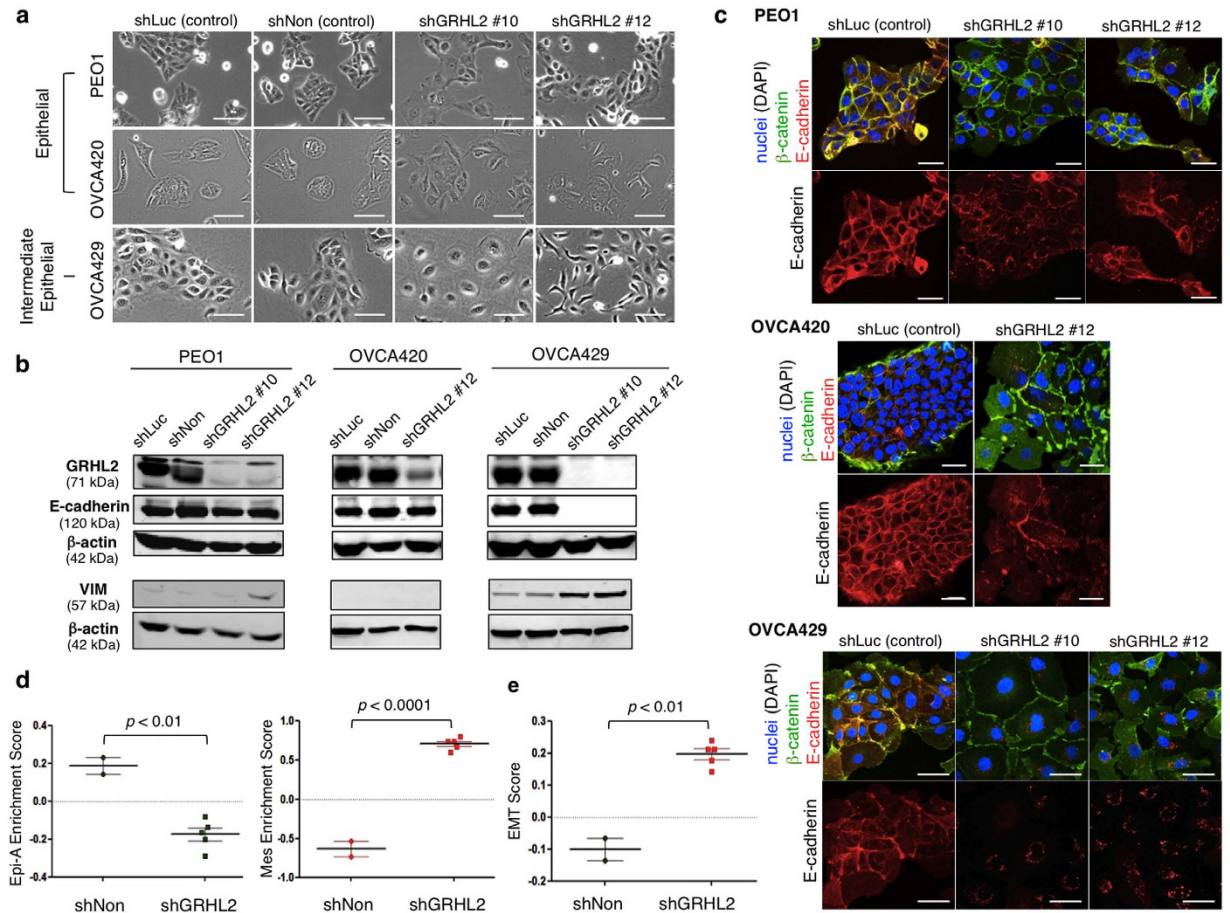 a
shLuc (control) shNon (control) shGRHL2 #10 shGRHL2 #12
Epithelial
PEO1
OVCA420
Intermediate
Epithelial
OVCA429
b
PEO1 OVCA420 OVCA429
shLuc shNon shGRHL2 #10 shGRHL2 #12 shLuc shNon shGRHL2 #12 shLuc shNon shGRHL2 #10 shGRHL2 #12
GRHL2
(71 kDa)
E-cadherin
(120 kDa)
β-actin
(42 kDa)
VIM
(57 kDa)
β-actin
(42 kDa)
c
PEO1
shLuc (control) shGRHL2 #10 shGRHL2 #12
nuclei (DAPI)
β-catenin
E-cadherin
E-cadherin
OVCA420
shLuc (control) shGRHL2 #12
nuclei (DAPI)
β-catenin
E-cadherin
E-cadherin
OVCA429
shLuc (control) shGRHL2 #10 shGRHL2 #12
nuclei (DAPI)
β-catenin
E-cadherin
E-cadherin
d
Epi-A Enrichment Score
0.4
0.2
0.0
-0.2
-0.4
p < 0.01
shNon shGRHL2
Mes Enrichment Score
1.0
0.5
0.0
-0.5
-1.0
p < 0.0001
shNon shGRHL2
e
EMT Score
0.3
0.2
0.1
0.0
-0.1
-0.2
p < 0.01
shNon shGRHL2